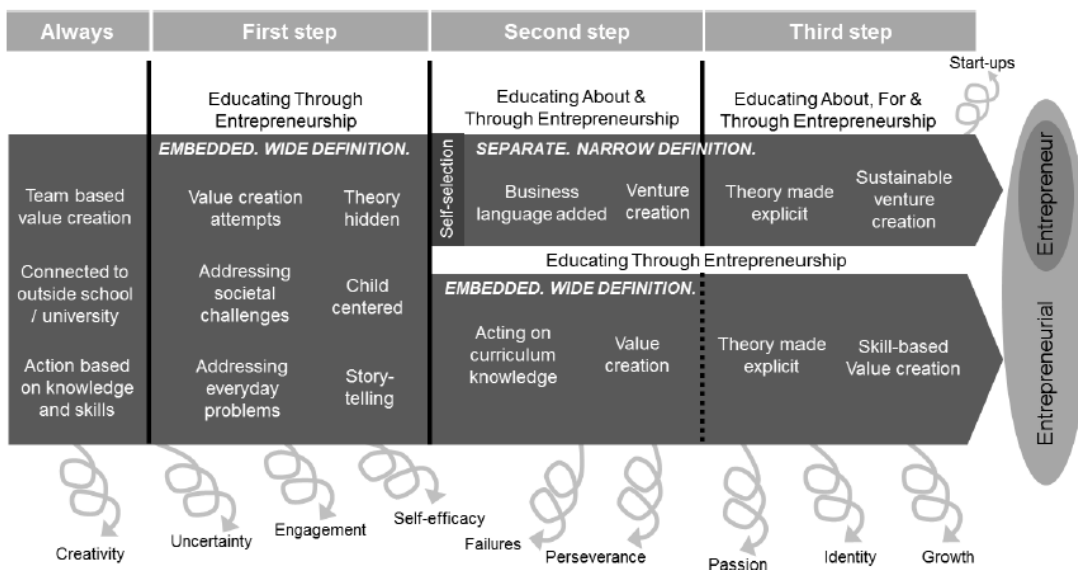 Always
First step
Second step
Third step
Start-ups
Educating Through
Entrepreneurship
Educating About &
Through Entrepreneurship
Educating About, For &
Through Entrepreneurship
EMBEDDED. WIDE DEFINITION.
SEPARATE. NARROW DEFINITION.
Self-selection
Team based
value creation
Value creation
attempts
Theory
hidden
Business
language added
Venture
creation
Theory made
explicit
Sustainable
venture
creation
Entrepreneur
Educating Through Entrepreneurship
Connected to
outside school
/ university
Addressing
societal
challenges
Child
centered
EMBEDDED. WIDE DEFINITION.
Acting on
curriculum
knowledge
Value
creation
Theory made
explicit
Skill-based
Value creation
Entrepreneurial
Action based
on knowledge
and skills
Addressing
everyday
problems
Story-
telling
Creativity
Uncertainty
Engagement
Self-efficacy
Failures
Perseverance
Passion
Identity
Growth